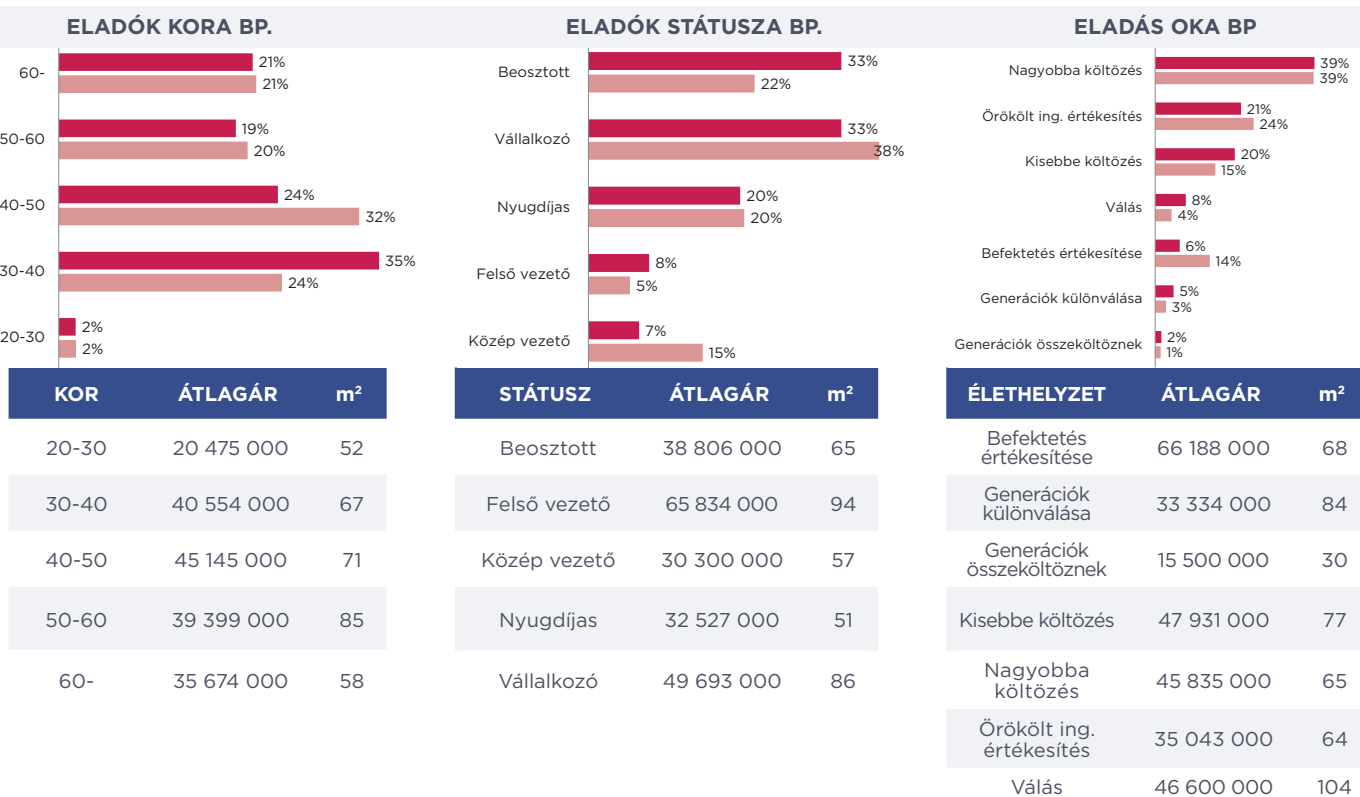 ELADÓK KORA BP.
60-
21%
21%
50-60
19%
20%
40-50
24%
32%
30-40
35%
24%
20-30
2%
2%
KOR ÁTLAGÁR m²
20-30 20 475 000 52
30-40 40 554 000 67
40-50 45 145 000 71
50-60 39 399 000 85
60- 35 674 000 58
ELADÓK STÁTUSZA BP.
Beosztott
33%
22%
Vállalkozó
33%
38%
Nyugdíjas
20%
20%
Felső vezető
8%
5%
Közép vezető
7%
15%
STÁTUSZ ÁTLAGÁR m²
Beosztott 38 806 000 65
Felső vezető 65 834 000 94
Közép vezető 30 300 000 57
Nyugdíjas 32 527 000 51
Vállalkozó 49 693 000 86
ELADÁS OKA BP
Nagyobba költözés
39%
39%
Örökölt ing. értékesítés
21%
24%
Kisebbe költözés
20%
15%
Válás
8%
4%
Befektetés értékesítése
6%
14%
Generációk különválása
5%
3%
Generációk összeköltöznek
2%
1%
ÉLETHELYZET ÁTLAGÁR m²
Befektetés
értékesítése 66 188 000 68
Generációk
különválása 33 334 000 84
Generációk
összeköltöznek 15 500 000 30
Kisebbe költözés 47 931 000 77
Nagyobba
költözés 45 835 000 65
Örökölt ing.
értékesítés 35 043 000 64
Válás 46 600 000 104